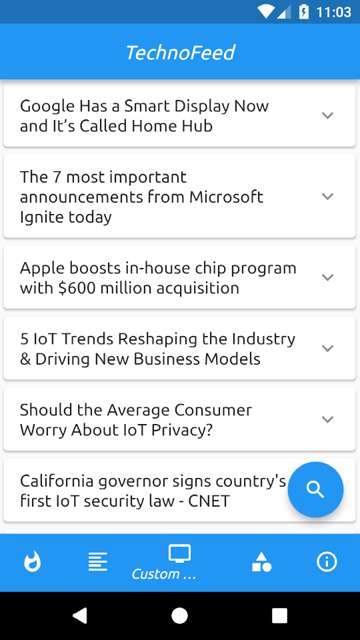 11:03
TechnoFeed
Google Has a Smart Display Now
and It’s Called Home Hub
The 7 most important
announcements from Microsoft
Ignite today
Apple boosts in-house chip program
with $600 million acquisition
5 IoT Trends Reshaping the Industry
& Driving New Business Models
Should the Average Consumer
Worry About IoT Privacy?
California governor signs country's
first IoT security law - CNET
Custom ...